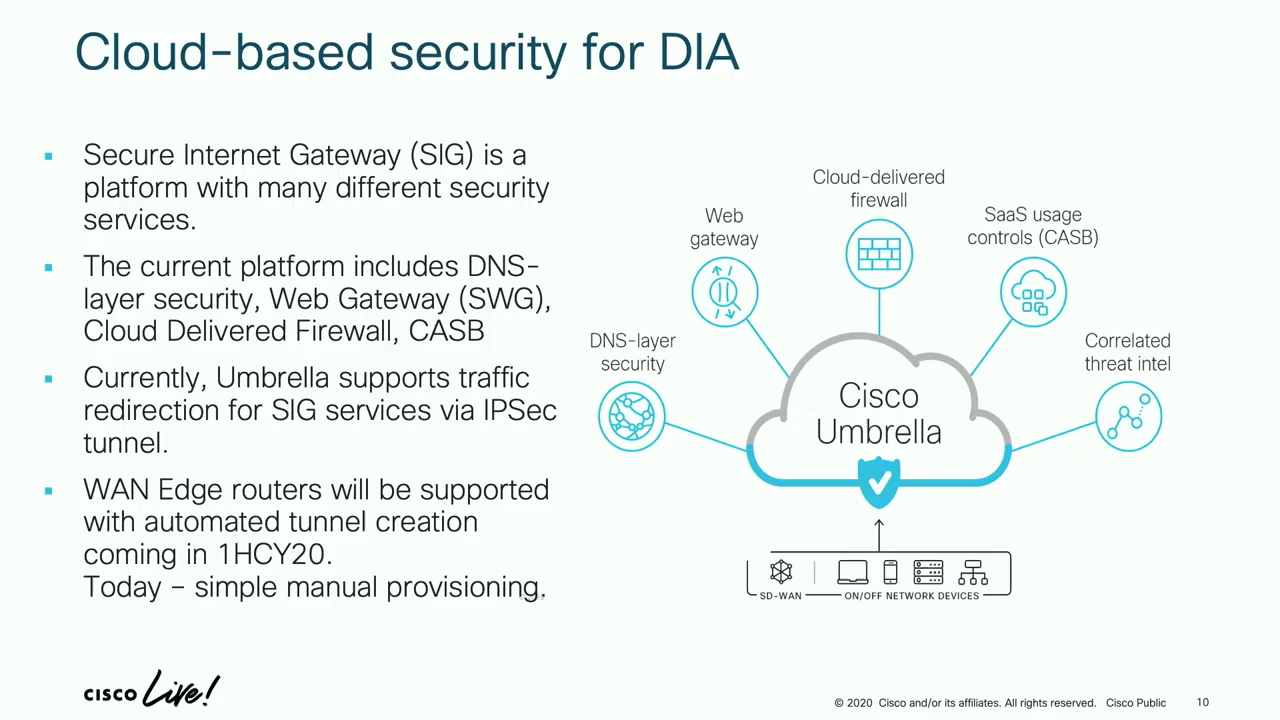 Cloud-based security for DIA
▪ Secure Internet Gateway (SIG) is a
platform with many different security
services.
▪ The current platform includes DNS-
layer security, Web Gateway (SWG),
Cloud Delivered Firewall, CASB
▪ Currently, Umbrella supports traffic
redirection for SIG services via IPSec
tunnel.
▪ WAN Edge routers will be supported
with automated tunnel creation
coming in 1HCY20.
Today – simple manual provisioning.
DNS-layer
security
Web
gateway
Cloud-delivered
firewall
SaaS usage
controls (CASB)
Correlated
threat intel
Cisco
Umbrella
SD-WAN
ON/OFF NETWORK DEVICES
CISCO Live!
© 2020 Cisco and/or its affiliates. All rights reserved. Cisco Public
10